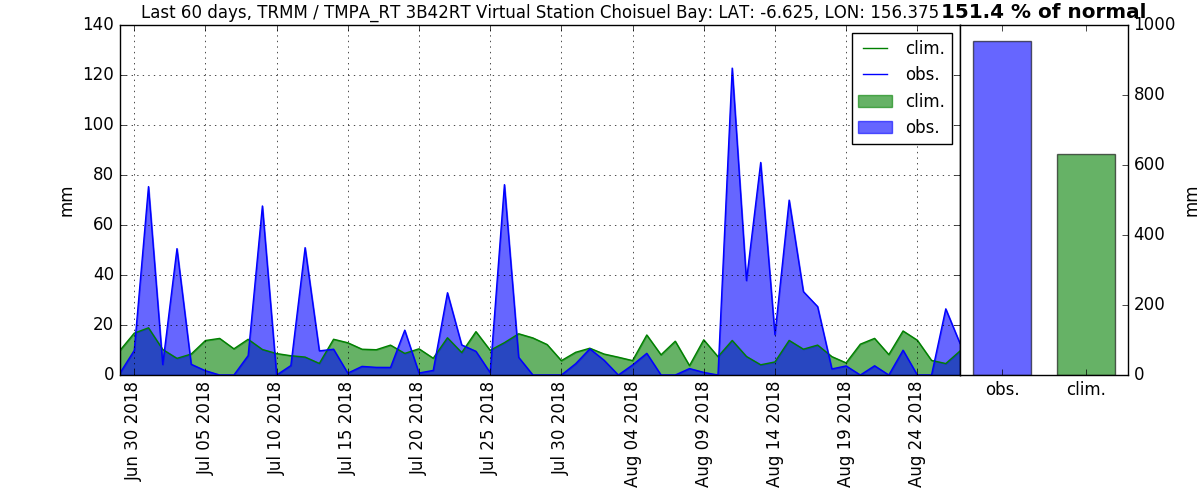 Last 60 days, TRMM / TMPA_RT 3B42RT Virtual Station Choisuel Bay: LAT: -6.625, LON: 156.375
151.4 % of normal
140
120
100
80
60
40
20
0
mm
clim.
obs.
clim.
obs.
Jun 30 2018
Jul 05 2018
Jul 10 2018
Jul 15 2018
Jul 20 2018
Jul 25 2018
Jul 30 2018
Aug 04 2018
Aug 09 2018
Aug 14 2018
Aug 19 2018
Aug 24 2018
1000
800
600
400
200
0
mm
obs.
clim.